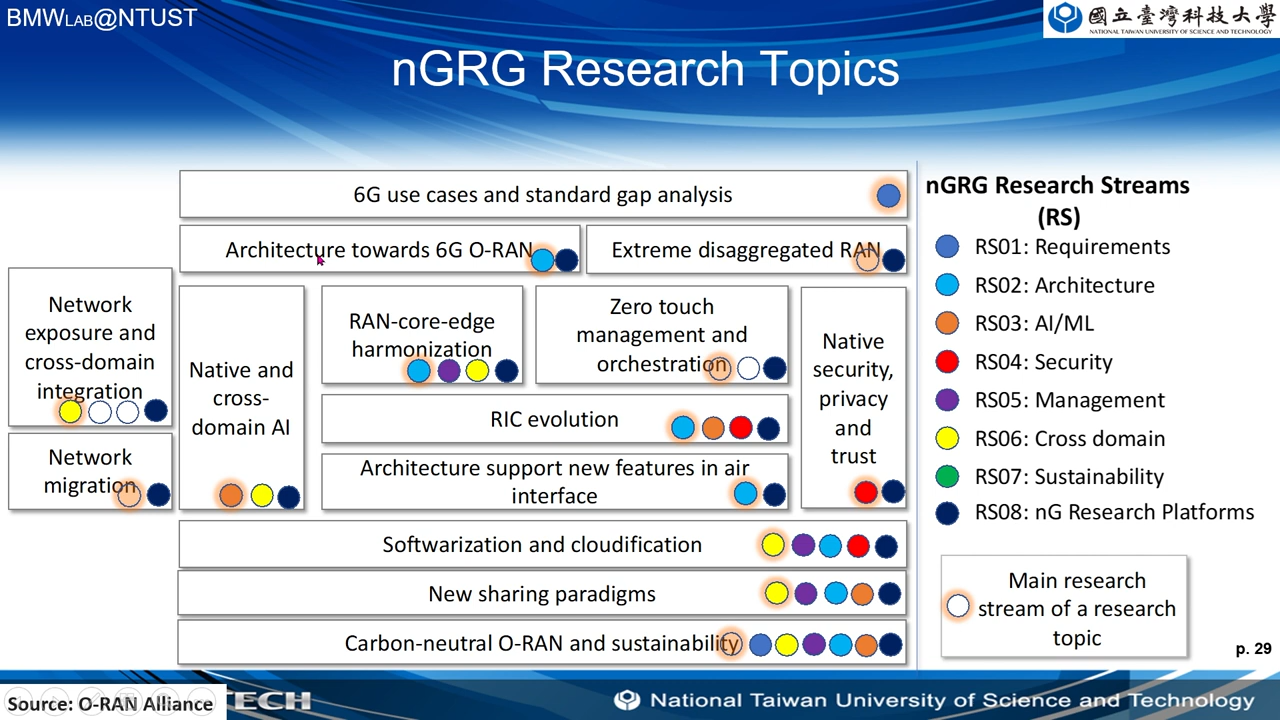 BMWLAB@NTUST
國立臺灣科技大學
NATIONAL TAIWAN UNIVERSITY OF SCIENCE AND TECHNOLOGY
nGRG Research Topics
6G use cases and standard gap analysis
Architecture towards 6G O-RAN
Extreme disaggregated RAN
Network
exposure and
cross-domain
integration
Network
migration
Native and
cross-
domain AI
RAN-core-edge
harmonization
Zero touch
management and
orchestration
RIC evolution
Architecture support new features in air
interface
Native
security,
privacy
and
trust
Softwarization and cloudification
New sharing paradigms
Carbon-neutral O-RAN and sustainability
nGRG Research Streams
(RS)
RS01: Requirements
RS02: Architecture
RS03: AI/ML
RS04: Security
RS05: Management
RS06: Cross domain
RS07: Sustainability
RS08: nG Research Platforms
Main research
stream of a research
topic
p. 29
Source: O-RAN Alliance
National Taiwan University of Science and Technology